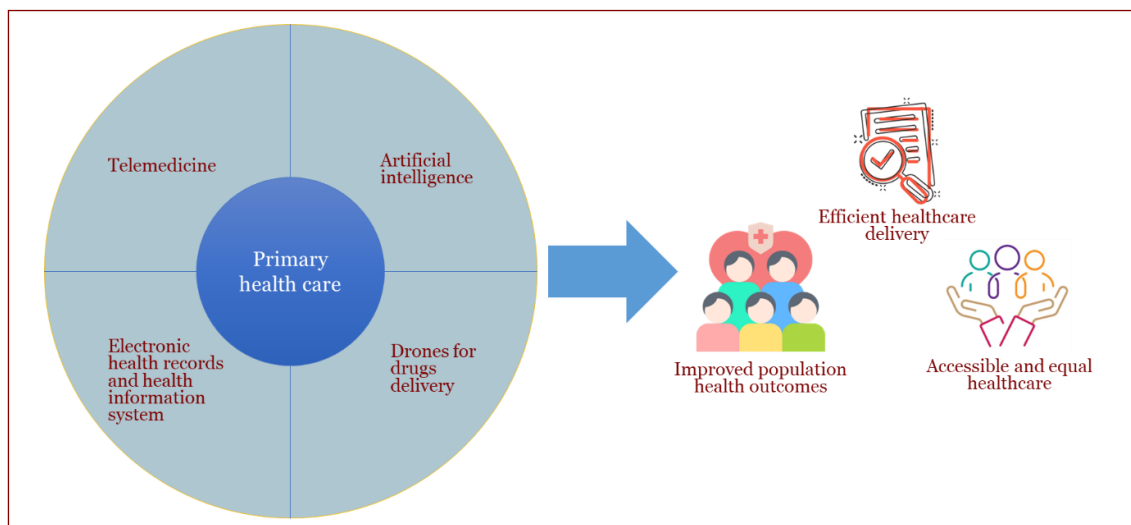 Telemedicine
Artificial
intelligence
Primary
health care
Electronic
health records
and health
information
system
Drones for
drugs
delivery
Efficient healthcare
delivery
Improved population
health outcomes
Accessible and equal
healthcare